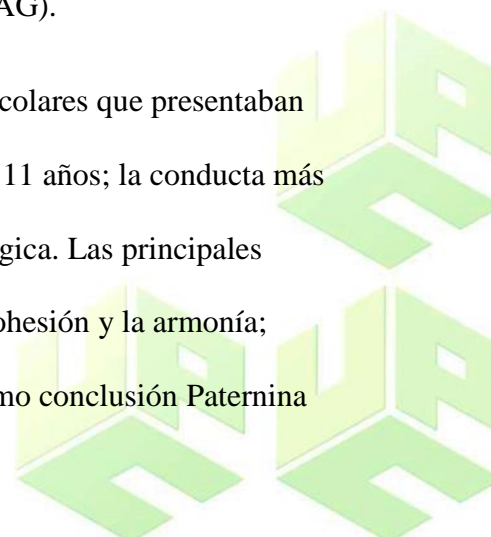 AG).
colares que presentaban
11 años; la conducta más
gica. Las principales
ohesión y la armonía;
mo conclusión Paternina